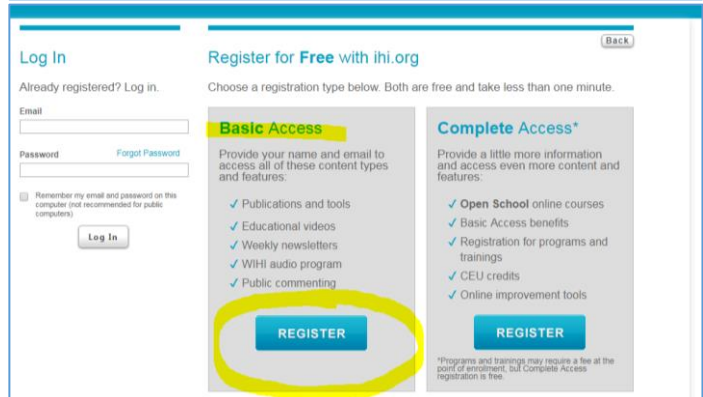 Back
Log In
Already registered? Log in.
Email
Password Forgot Password
Remember my email and password on this
computer (not recommended for public
computers)
Log In
Register for Free with ihi.org
Choose a registration type below. Both are free and take less than one minute.
Basic Access
Provide your name and email to
access all of these content types
and features:
✓ Publications and tools
✓ Educational videos
✓ Weekly newsletters
✓ WIHI audio program
✓ Public commenting
REGISTER
Complete Access*
Provide a little more information
and access even more content and
features:
✓ Open School online courses
✓ Basic Access benefits
✓ Registration for programs and
trainings
✓ CEU credits
✓ Online improvement tools
REGISTER
*Programs and trainings may require a fee at the
point of enrollment, but Complete Access
registration is free.